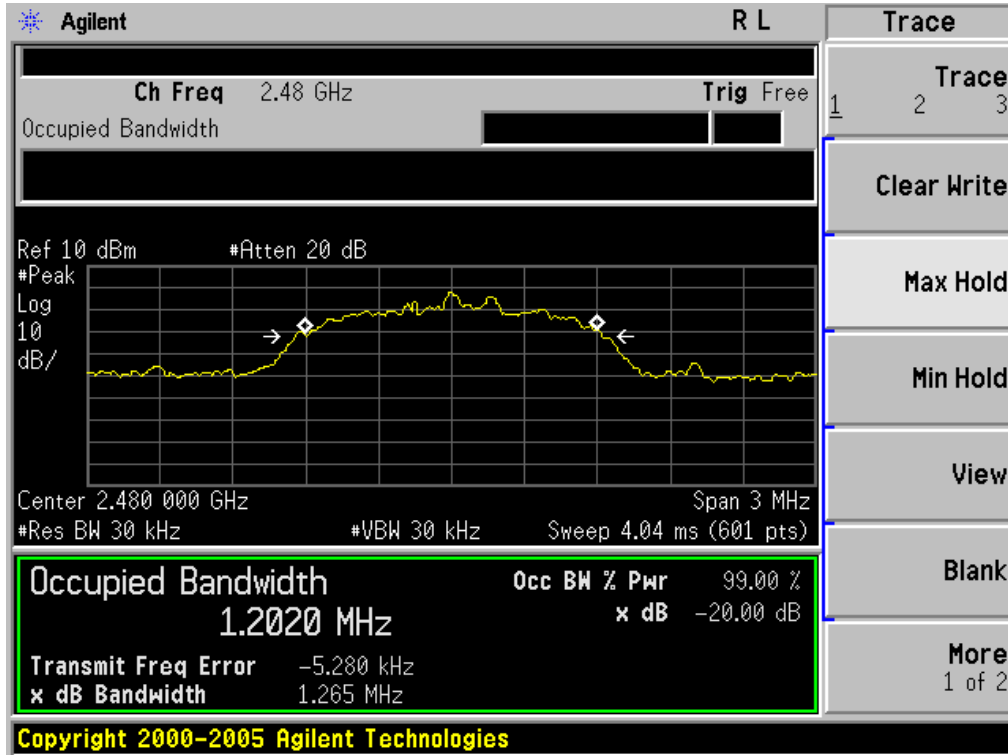 Agilent R L Trace
Ch Freq 2.48 GHz Trig Free
Occupied Bandwidth
Trace
1 2 3
Clear Write
Max Hold
Min Hold
View
Blank
More
1 of 2
Ref 10 dBm #Atten 20 dB
#Peak
Log
10
dB/
Center 2.480 000 GHz Span 3 MHz
#Res BW 30 kHz #VBW 30 kHz Sweep 4.04 ms (601 pts)
Occupied Bandwidth Occ BW % Pwr 99.00 %
1.2020 MHz x dB -20.00 dB
Transmit Freq Error -5.280 kHz
x dB Bandwidth 1.265 MHz
Copyright 2000-2005 Agilent Technologies